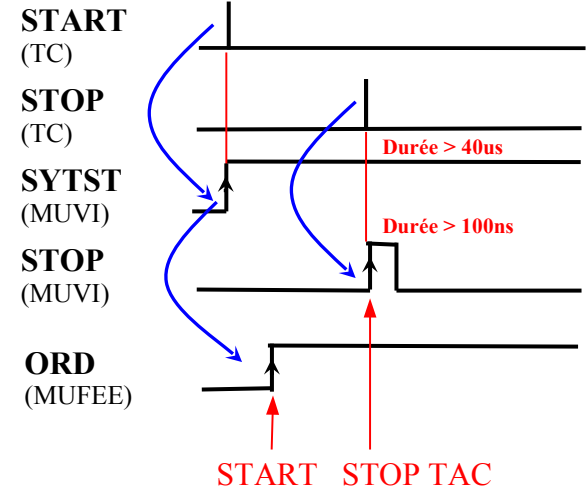 START
(TC)
STOP
(TC)
Durée > 40us
SYTST
(MUVI)
Durée > 100ns
STOP
(MUVI)
ORD
(MUFEE)
START STOP TAC